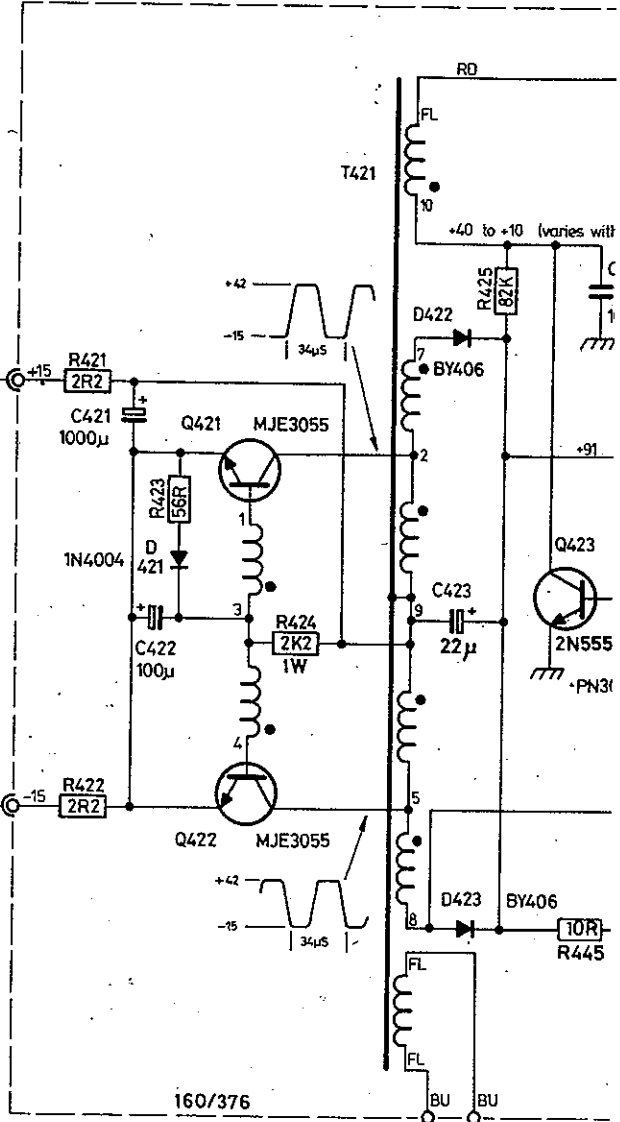 RD
FL
T421
10
+40 to +10 (varies with
R425
82K
C
1
+42
-15
34µS
D422
7
BY406
+15
R421
2R2
+
C421
1000µ
Q421
MJE3055
2
+91
R423
56R
1
D
421
1N4004
Q423
C423
+
22µ
9
3
+
C422
100µ
R424
2K2
1W
2N555
PN3
4
-15
R422
2R2
5
Q422
MJE3055
+42
-15
34µS
D423
BY406
8
10R
R445
FL
FL
160/376
BU
BU